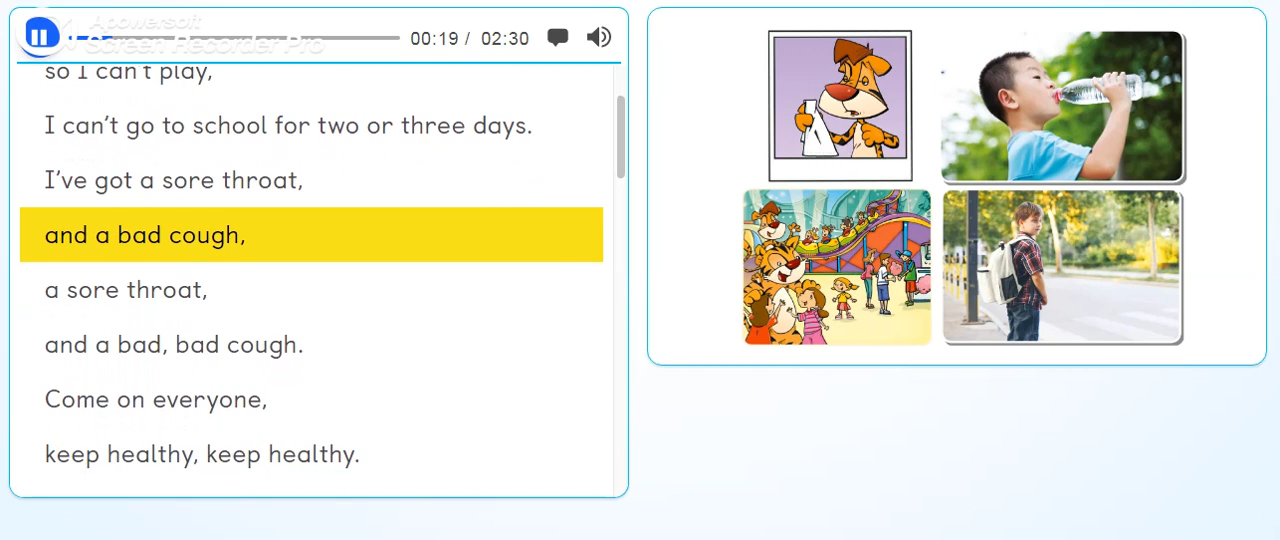 Apowersoft
Screen Recorder Pro
00:19 / 02:30
so I can't play,
I can't go to school for two or three days.
I've got a sore throat,
and a bad cough,
a sore throat,
and a bad, bad cough.
Come on everyone,
keep healthy, keep healthy.